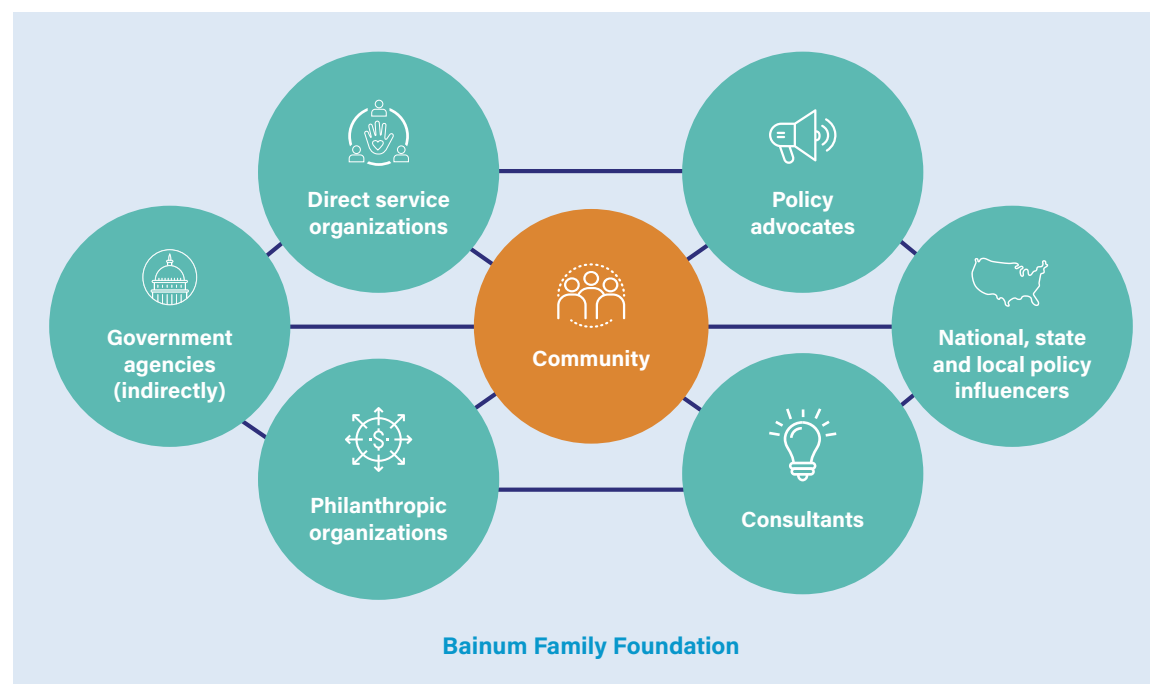 Direct service
organizations
Policy
advocates
Government
agencies
(indirectly)
Community
National, state
and local policy
influencers
Philanthropic
organizations
Consultants
Bainum Family Foundation